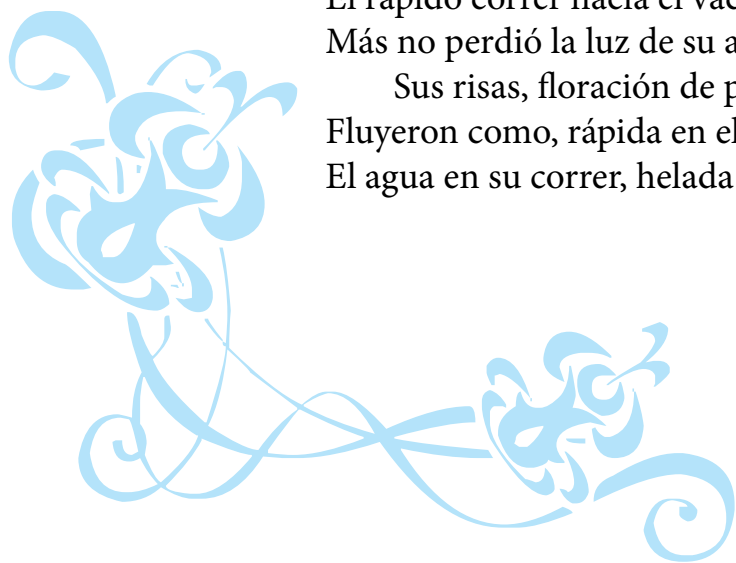 El rápido correr hacia el
Más no perdió la luz de su
Sus risas, floración de
Fluyeron como, rápida en
El agua en su correr, helada